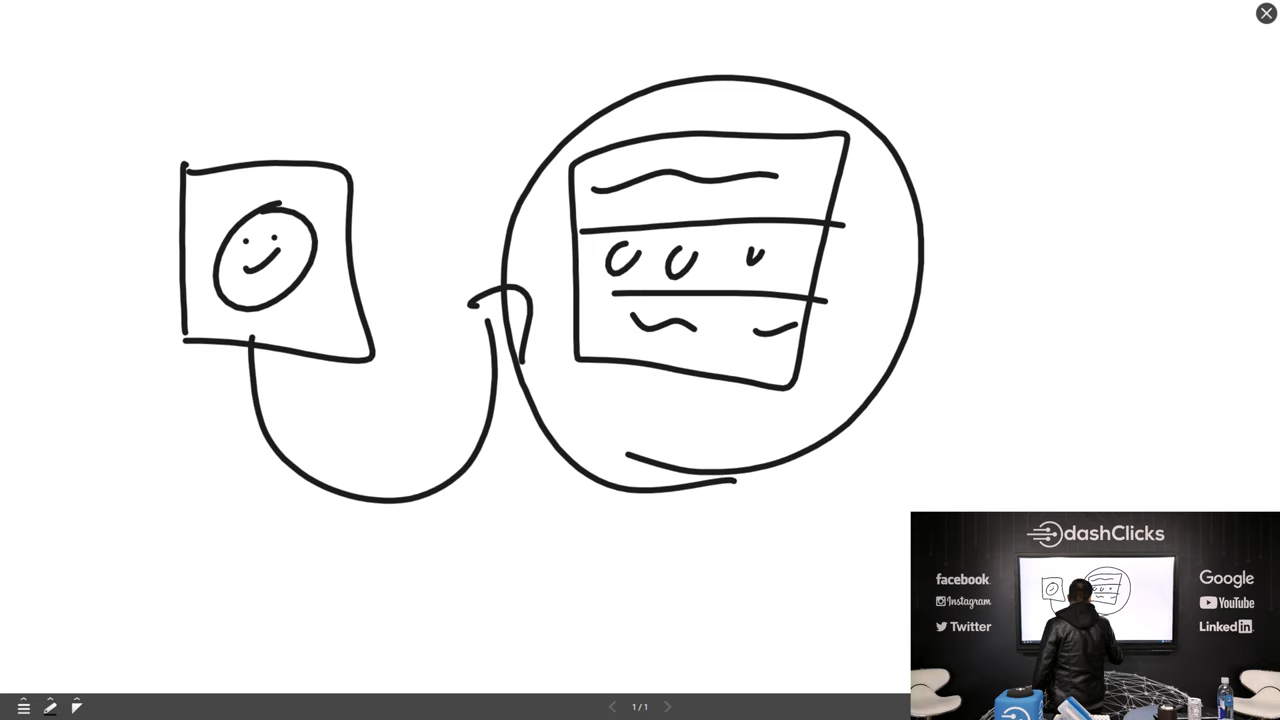 1/1
dashClicks
facebook.
Instagram
Twitter
Google
YouTube
LinkedIn